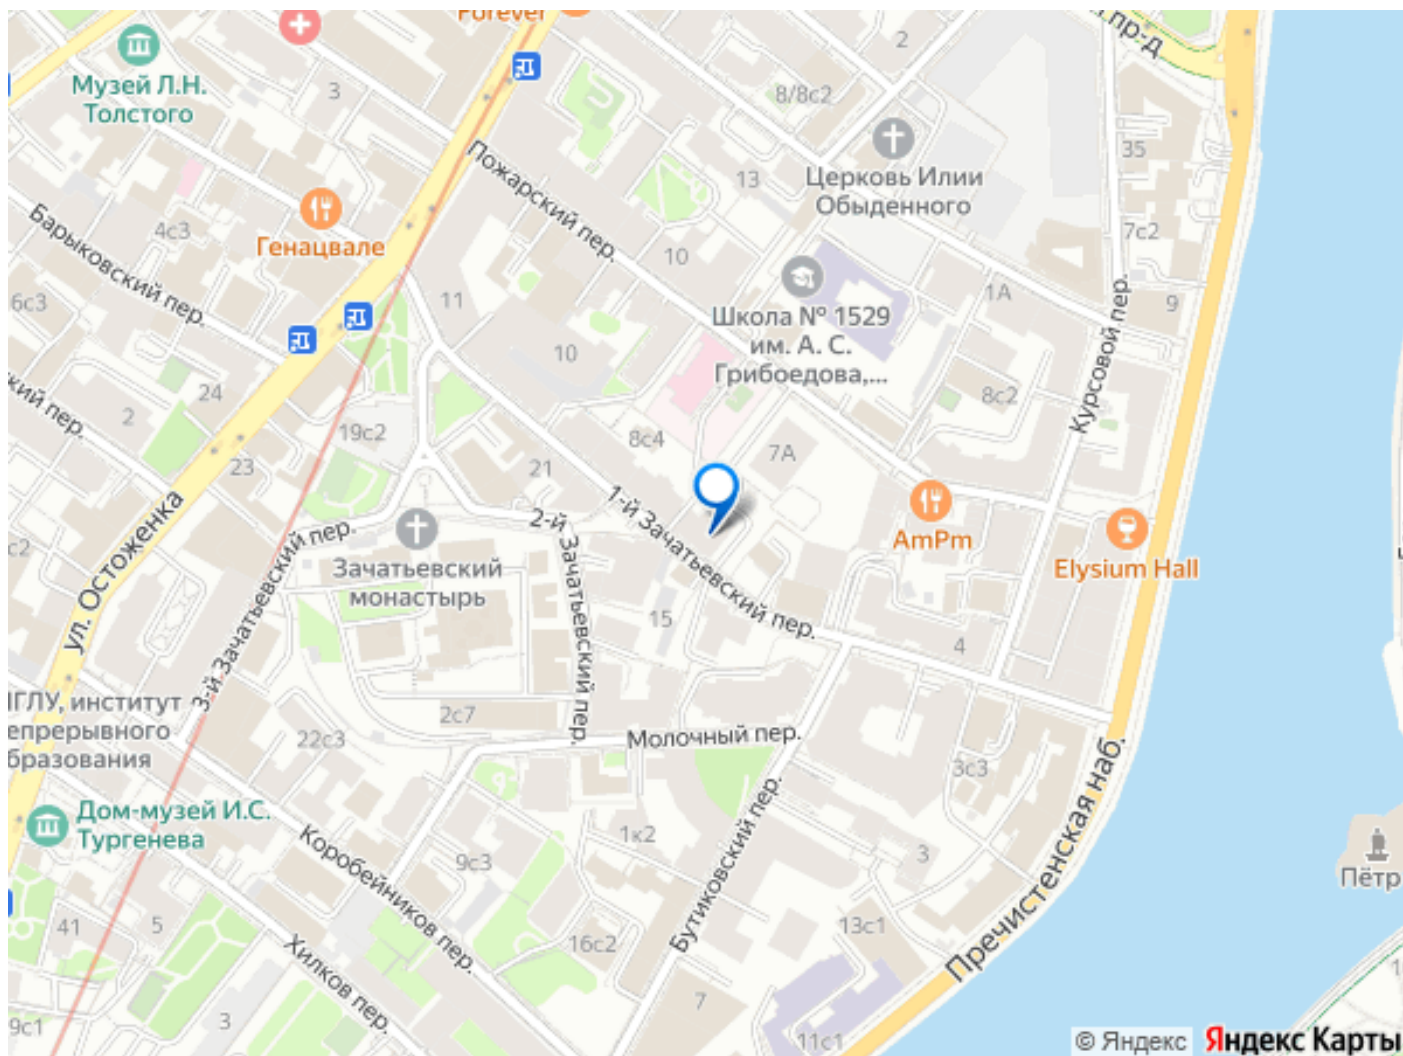 Forever
й пр-д
2
Музей Л.Н.
Толстого
3
8/8с2
35
Пожарский пер.
13
Церковь Илии
Обыденного
Генацвале
4с3
Барыковский пер.
10
7с2
6с3
11
1А
9
Школа № 1529
им. А. С.
Грибоедова,...
10
Курсовой пер.
24
2
8с2
ский пер.
19с2
8с4
7А
23
21
1-й Зачатьевский пер.
ул. Остоженка
3-й Зачатьевский пер.
2-й Зачатьевский пер.
AmPm
Elysium Hall
с2
Зачатьевский
монастырь
15
4
ГЛУ, институт
епрерывного
бразования
2с7
22с3
Молочный пер.
3с3
Пречистенская наб.
Дом-музей И.С.
Тургенева
Коробейников пер.
1к2
9с3
3
Бутиковский пер.
Пётр
41
5
16с2
13с1
Хилков пер.
7
9с1
3
11с1
© Яндекс Яндекс Карты